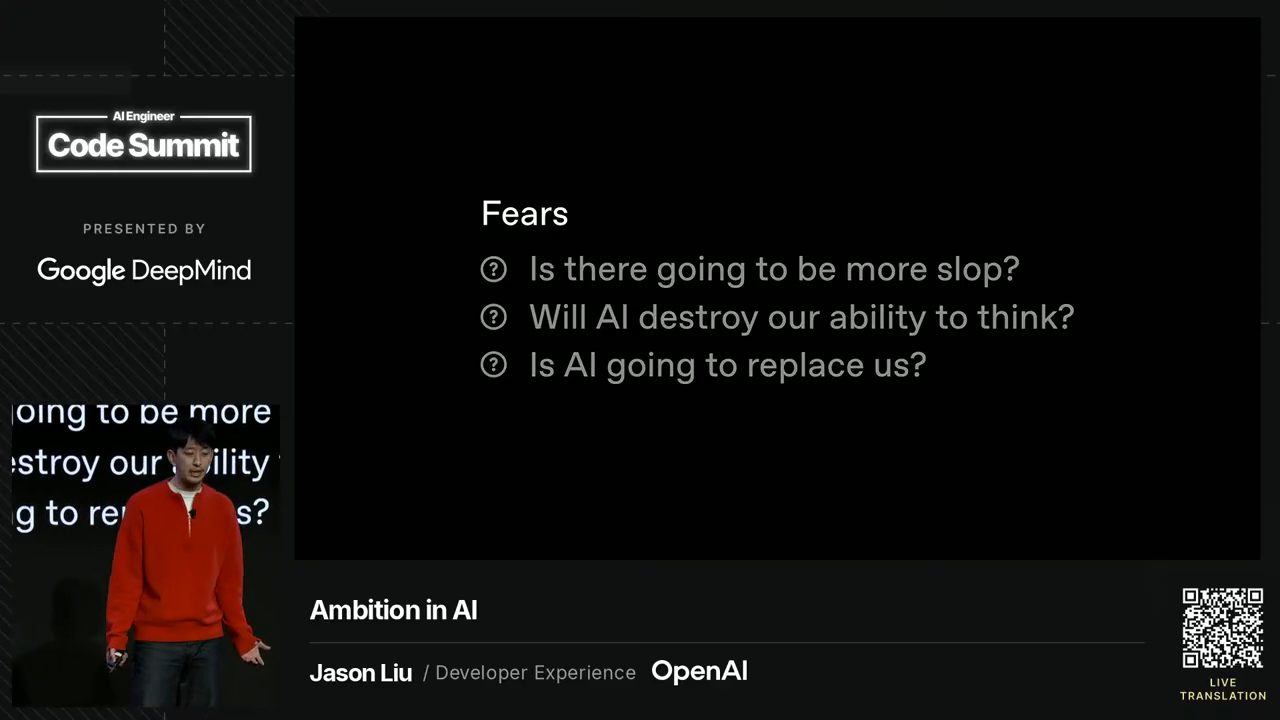 AI Engineer
Code Summit
PRESENTED BY
Google DeepMind
Fears
Is there going to be more slop?
Will AI destroy our ability to think?
Is AI going to replace us?
oing to be more
estroy our ility
g to re s?
Ambition in AI
Jason Liu / Developer Experience OpenAI
LIVE
TRANSLATION